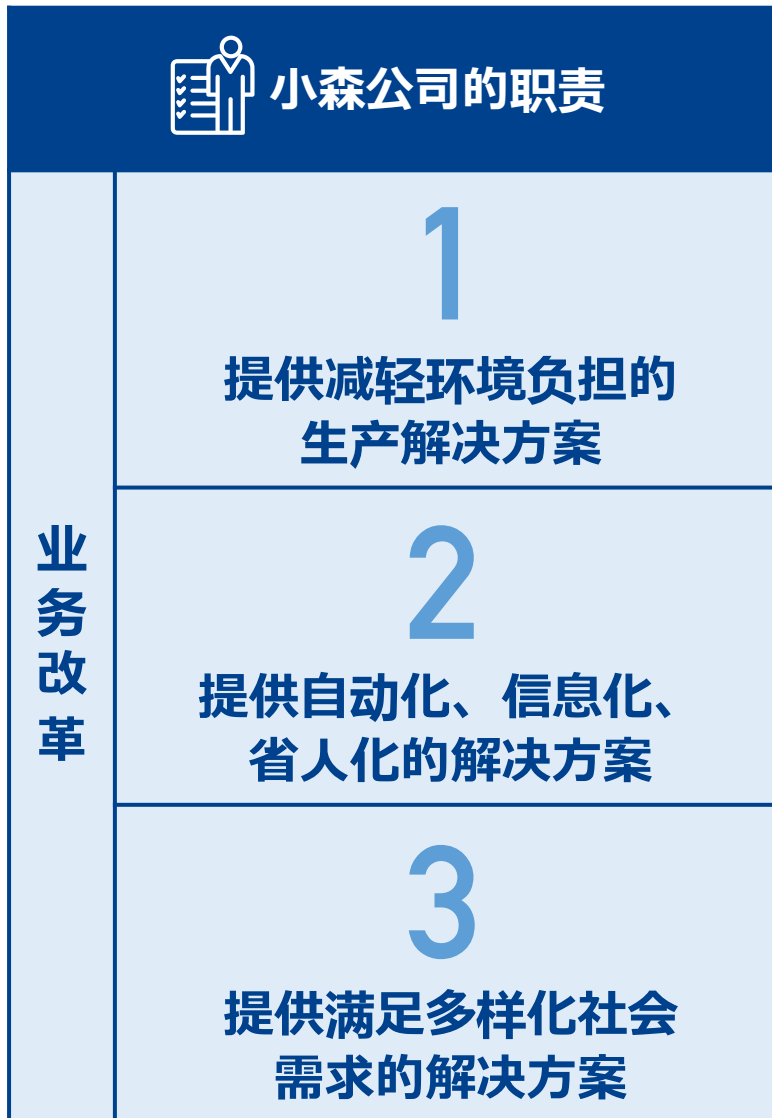 小森公司的职责
业务改革
1
提供减轻环境负担的
生产解决方案
2
提供自动化、信息化、
省人化的解决方案
3
提供满足多样化社会
需求的解决方案